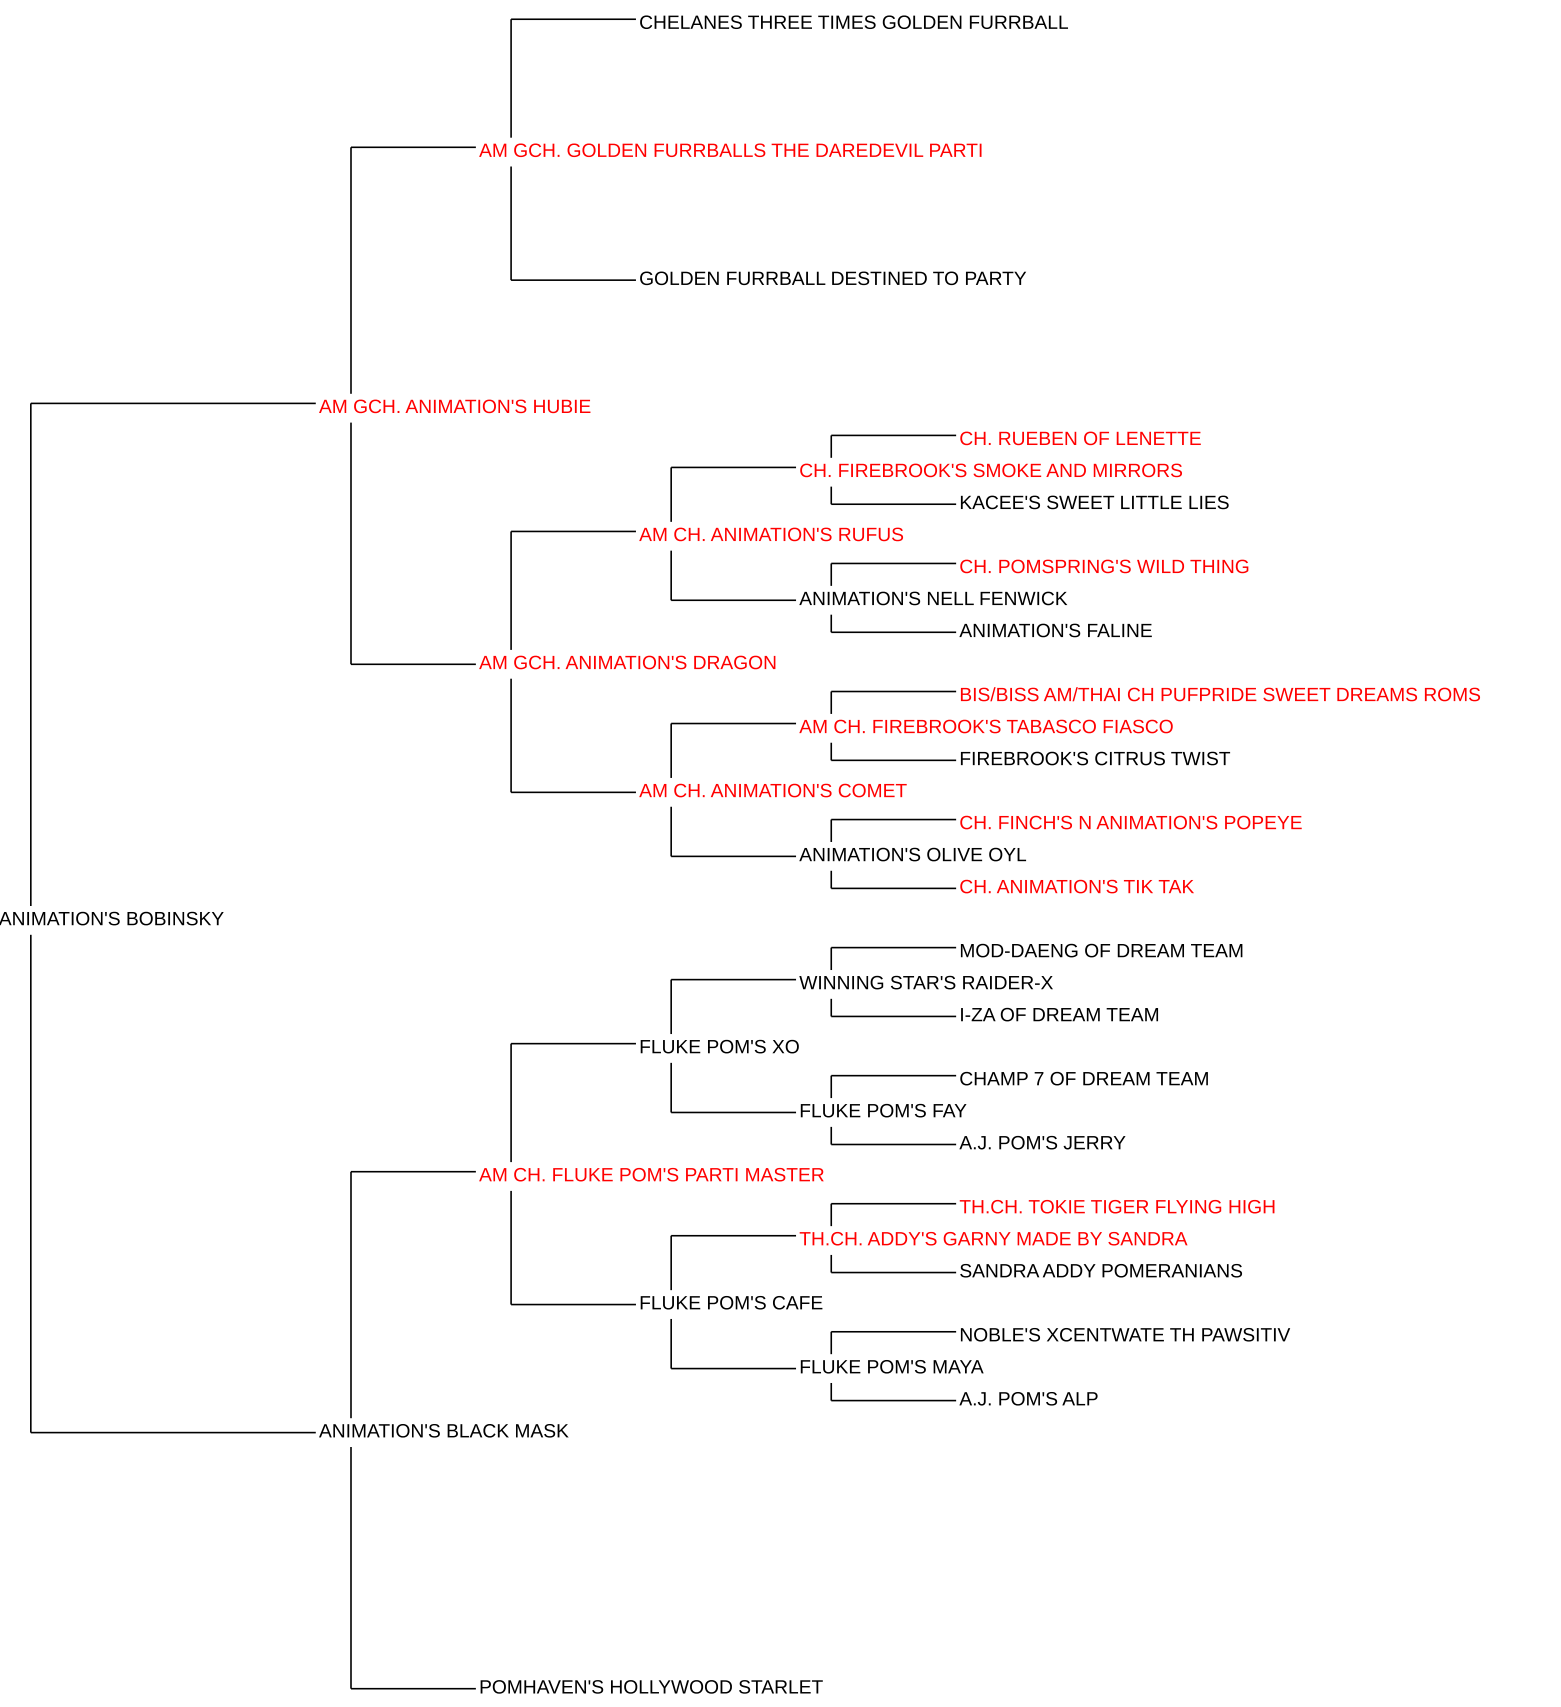 CHELANES THREE TIMES GOLDEN FURRBALL
AM GCH. GOLDEN FURRBALLS THE DAREDEVIL PARTI
GOLDEN FURRBALL DESTINED TO PARTY
AM GCH. ANIMATION'S HUBIE
CH. RUEBEN OF LENETTE
CH. FIREBROOK'S SMOKE AND MIRRORS
KACEE'S SWEET LITTLE LIES
AM CH. ANIMATION'S RUFUS
CH. POMSPRING'S WILD THING
ANIMATION'S NELL FENWICK
ANIMATION'S FALINE
AM GCH. ANIMATION'S DRAGON
BIS/BISS AM/THAI CH PUFPRIDE SWEET DREAMS ROMS
AM CH. FIREBROOK'S TABASCO FIASCO
FIREBROOK'S CITRUS TWIST
AM CH. ANIMATION'S COMET
CH. FINCH'S N ANIMATION'S POPEYE
ANIMATION'S OLIVE OYL
CH. ANIMATION'S TIK TAK
ANIMATION'S BOBINSKY
MOD-DAENG OF DREAM TEAM
WINNING STAR'S RAIDER-X
I-ZA OF DREAM TEAM
FLUKE POM'S XO
CHAMP 7 OF DREAM TEAM
FLUKE POM'S FAY
A.J. POM'S JERRY
AM CH. FLUKE POM'S PARTI MASTER
TH.CH. TOKIE TIGER FLYING HIGH
TH.CH. ADDY'S GARNY MADE BY SANDRA
SANDRA ADDY POMERANIANS
FLUKE POM'S CAFE
NOBLE'S XCENTWATE TH PAWSITIV
FLUKE POM'S MAYA
A.J. POM'S ALP
ANIMATION'S BLACK MASK
POMHAVEN'S HOLLYWOOD STARLET